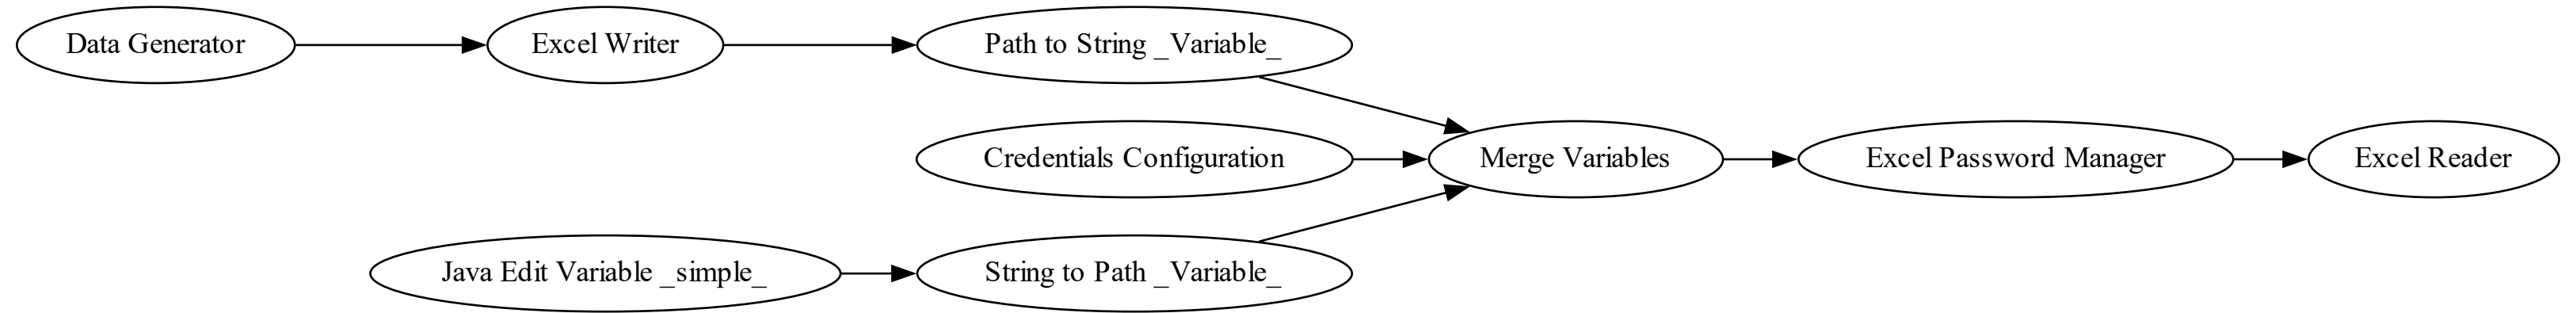 Data Generator
Excel Writer
Path to String _Variable_
Credentials Configuration
Merge Variables
Excel Password Manager
Excel Reader
Java Edit Variable _simple_
String to Path _Variable_